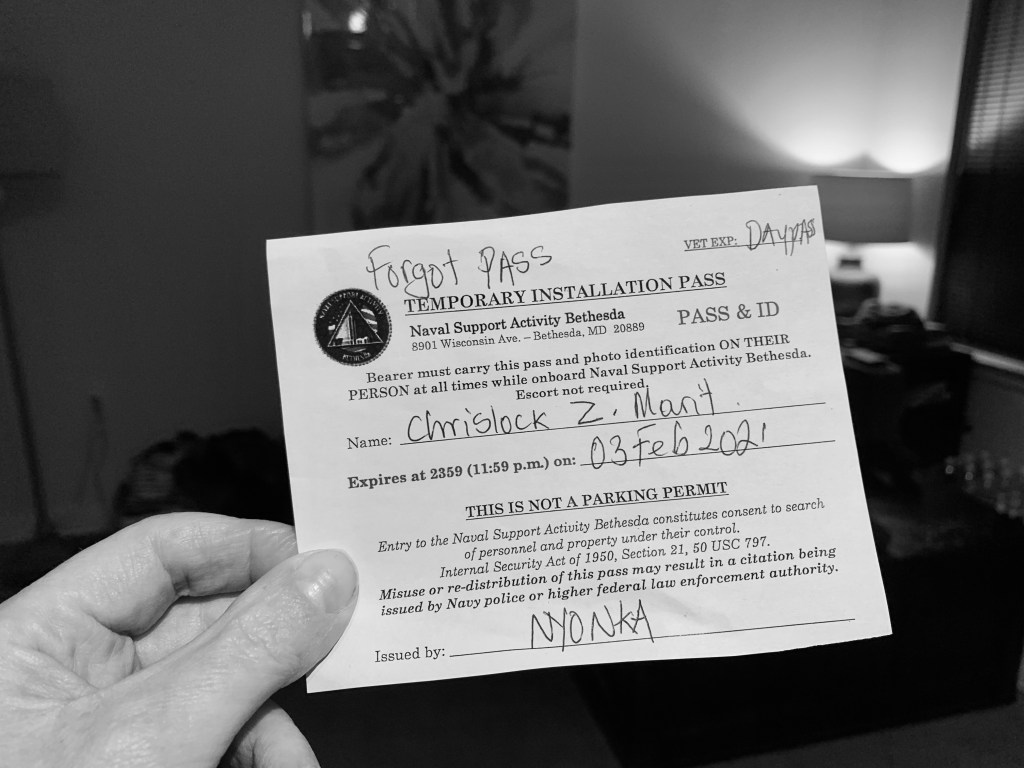 Forgot PASS
VET EXP: DAYPASS
TEMPORARY INSTALLATION PASS
Naval Support Activity Bethesda
PASS & ID
8901 Wisconsin Ave. – Bethesda, MD 20889
Bearer must carry this pass and photo identification ON THEIR
PERSON at all times while onboard Naval Support Activity Bethesda.
Escort not required.
Name: Chrislock Z. Marit.
Expires at 2359 (11:59 p.m.) on: 03 Feb 2021
THIS IS NOT A PARKING PERMIT
Entry to the Naval Support Activity Bethesda constitutes consent to search
of personnel and property under their control.
Internal Security Act of 1950, Section 21, 50 USC 797.
Misuse or re-distribution of this pass may result in a citation being
issued by Navy police or higher federal law enforcement authority.
Issued by: NYONKA
NAVAL SUPPORT ACTIVITY
BETHESDA